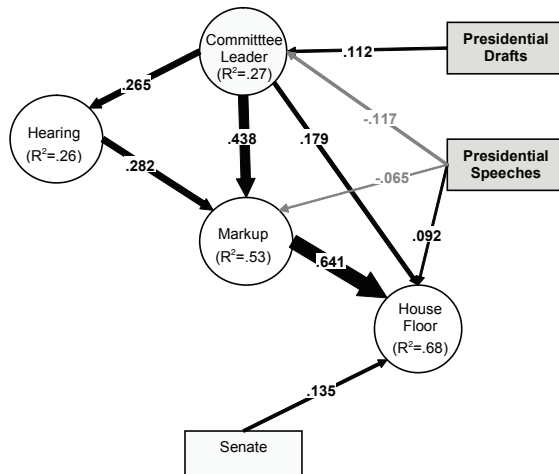 Committtee
Leader
(R²=.27)
.112
Presidential
Drafts
.265
-.117
Hearing
(R²=.26)
.438
.179
.282
Presidential
Speeches
-.065
Markup
(R²=.53)
.092
.641
House
Floor
(R²=.68)
.135
Senate